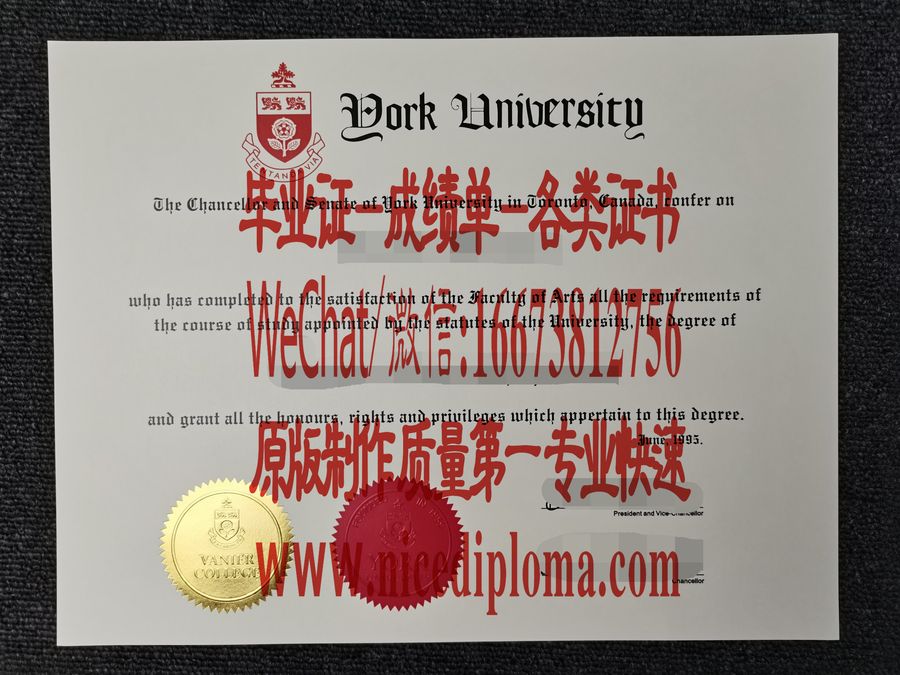 York University
TENTANDA VIA
The Chancellor and Senate of York University in Toronto, Canada, confer on
毕业证—成绩单—各类证书
who has completed to the satisfaction of the Faculty of Arts all the requirements of
the course of study appointed by the statutes of the University, the degree of
WeChat/微信:16673812756
and grant all the honours, rights and privileges which appertain to this degree.
June, 1995.
原版制作质量第一专业快速
President and Vice-Chancellor
VANIER
COLLEGE
www.nicediploma.com
Chancellor